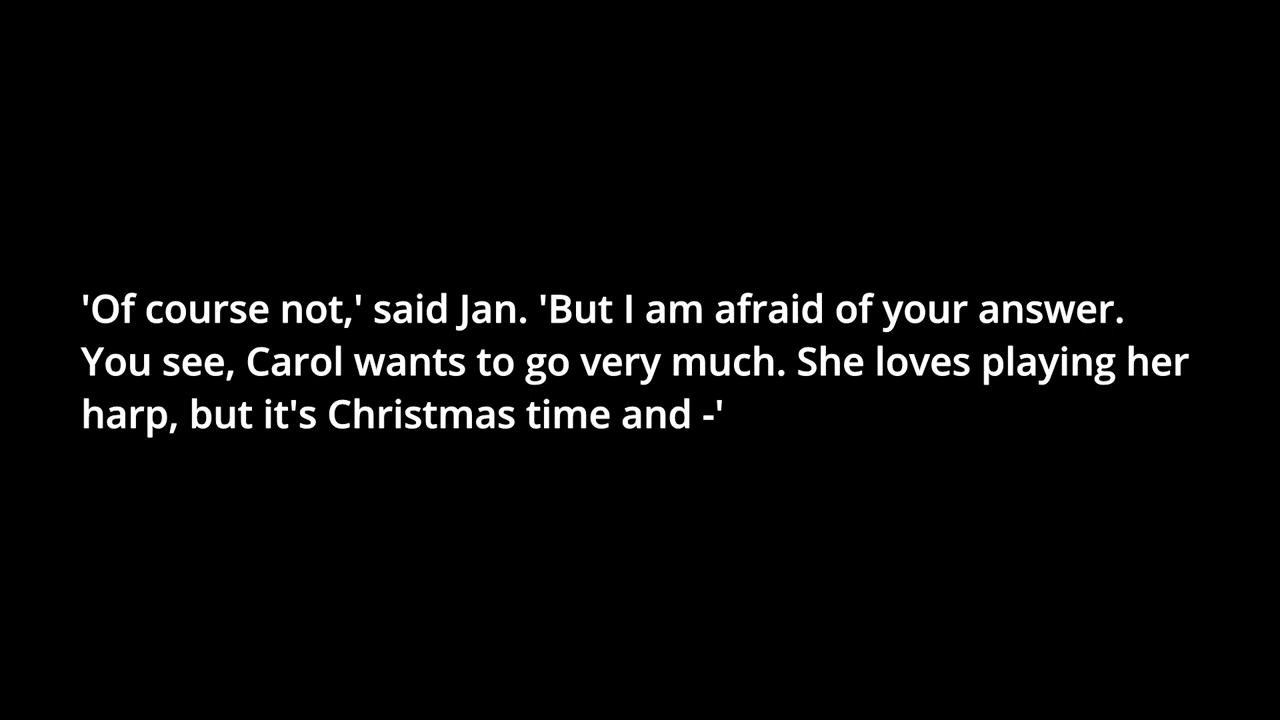 'Of course not,' said Jan. 'But I am afraid of your answer.
You see, Carol wants to go very much. She loves playing her
harp, but it's Christmas time and -'